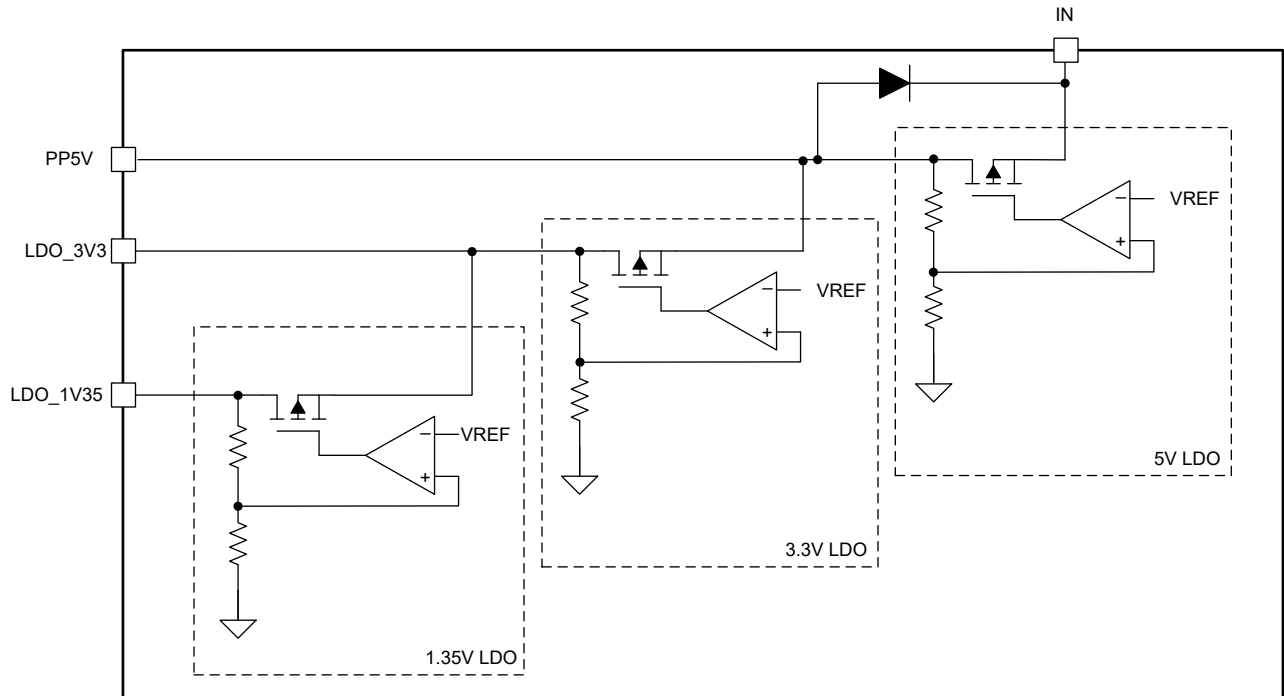 IN
PP5V
VREF
−
+
5V LDO
LDO_3V3
VREF
−
+
3.3V LDO
LDO_1V35
VREF
−
+
1.35V LDO